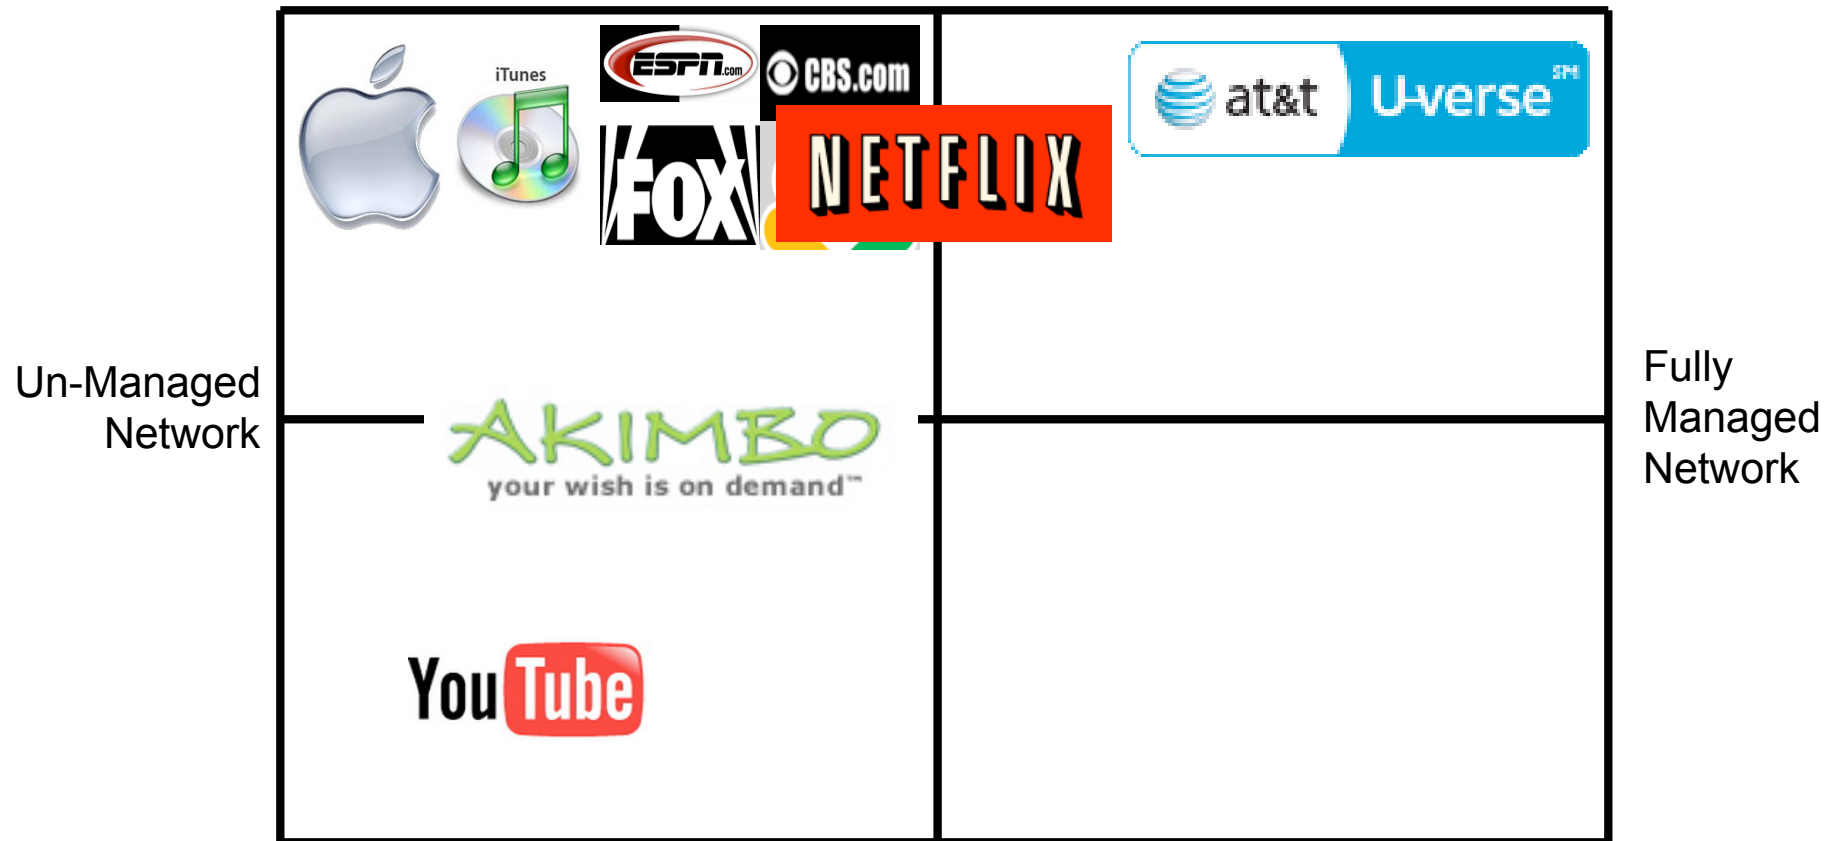 iTunes
ESPN.com
CBS.com
FOX
NETFLIX
at&t U-verse SM
Un-Managed
Network
Fully
Managed
Network
AKIMBO
your wish is on demand™
YouTube